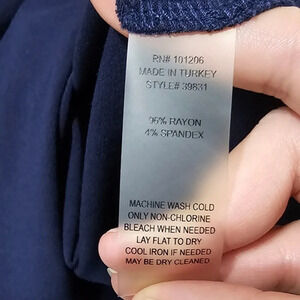 RN# 101206
MADE IN TURKEY
STYLE# 39831
96% RAYON
4% SPANDEX
MACHINE WASH COLD
ONLY NON-CHLORINE
BLEACH WHEN NEEDED
LAY FLAT TO DRY
COOL IRON IF NEEDED
MAY BE DRY CLEANED